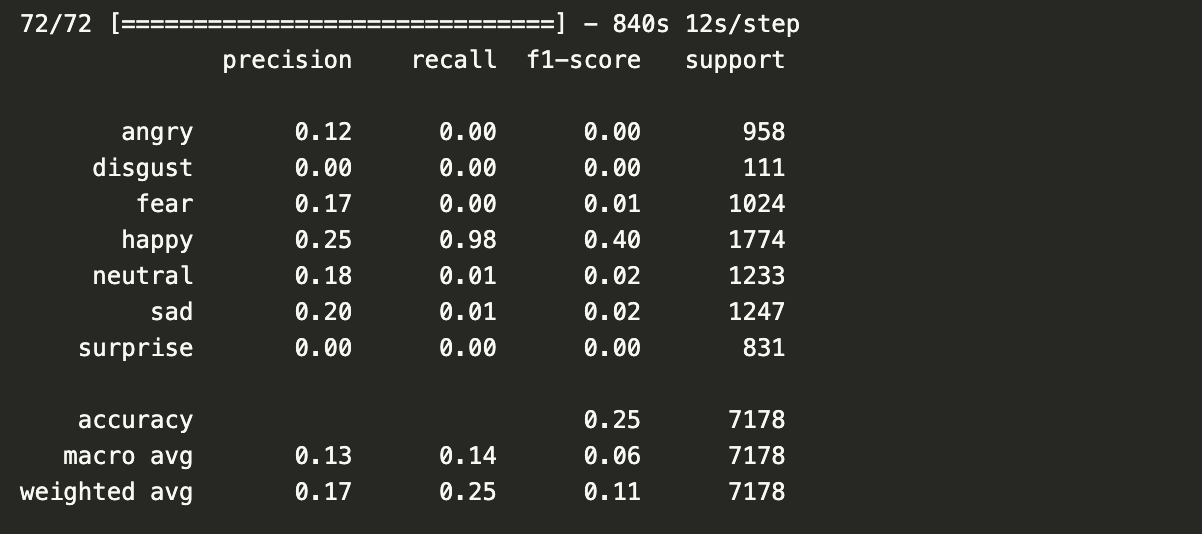 72/72 [==============================] - 840s 12s/step
precision recall f1-score support
angry 0.12 0.00 0.00 958
disgust 0.00 0.00 0.00 111
fear 0.17 0.00 0.01 1024
happy 0.25 0.98 0.40 1774
neutral 0.18 0.01 0.02 1233
sad 0.20 0.01 0.02 1247
surprise 0.00 0.00 0.00 831
accuracy 0.25 7178
macro avg 0.13 0.14 0.06 7178
weighted avg 0.17 0.25 0.11 7178